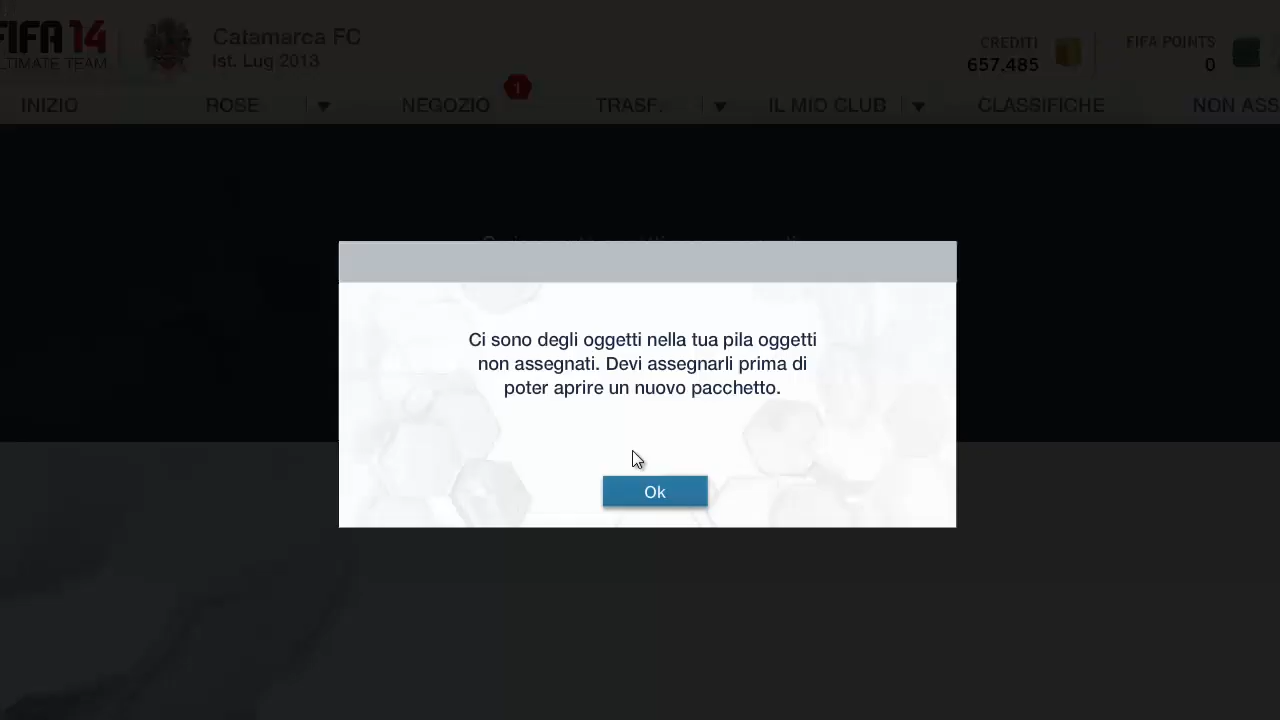 FIFA 14
ULTIMATE TEAM
Catamarca FC
Ist. Lug 2013
CREDITI
657.485
FIFA POINTS
0
1
INIZIO ROSE NEGOZIO TRASF. IL MIO CLUB CLASSIFICHE NON ASS
Ci sono degli oggetti nella tua pila oggetti
non assegnati. Devi assegnarli prima di
poter aprire un nuovo pacchetto.
Ok